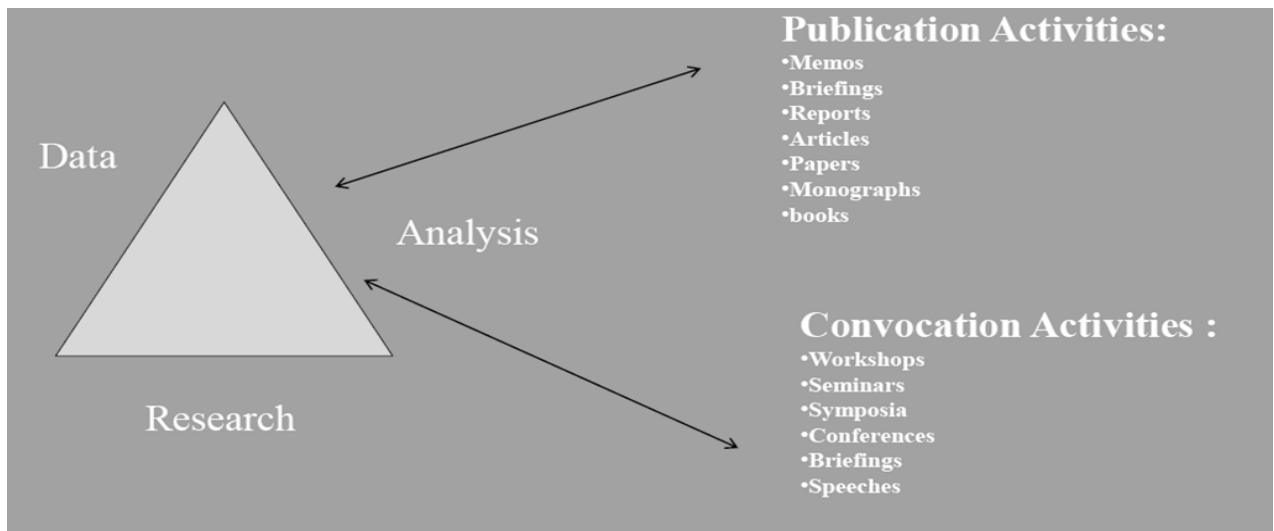 Data
Analysis
Research
Publication Activities:
•Memos
•Briefings
•Reports
•Articles
•Papers
•Monographs
•books
Convocation Activities :
•Workshops
•Seminars
•Symposia
•Conferences
•Briefings
•Speeches